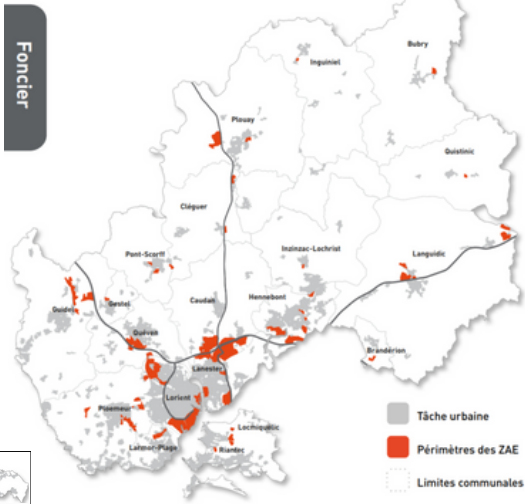 Foncier
Bubry
Inguiniel
Plouay
Quistinic
Cléguer
Pont-Scorff
Inzinzac-Lochrist
Languidic
Caudan
Hennebont
Guidel
Gestel
Quéven
Brandérion
Lanester
Lorient
Ploemeur
Lochiquélic
Larmor-Plage
Riantec
Tâche urbaine
Périmètres des ZAE
Limites communales